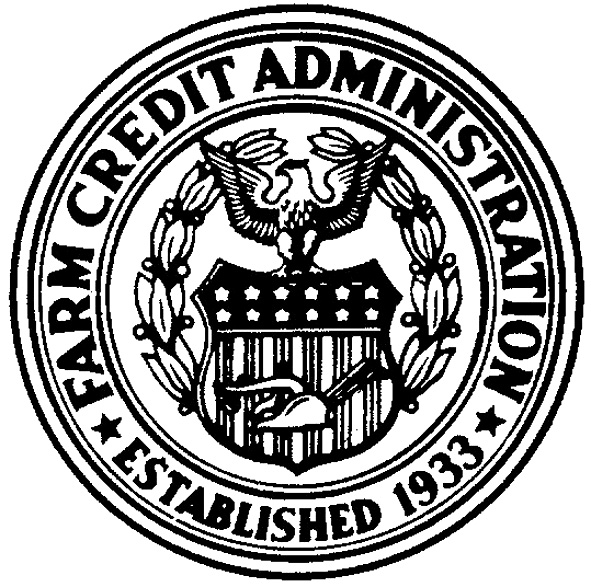 FARM CREDIT ADMINISTRATION
ESTABLISHED 1933